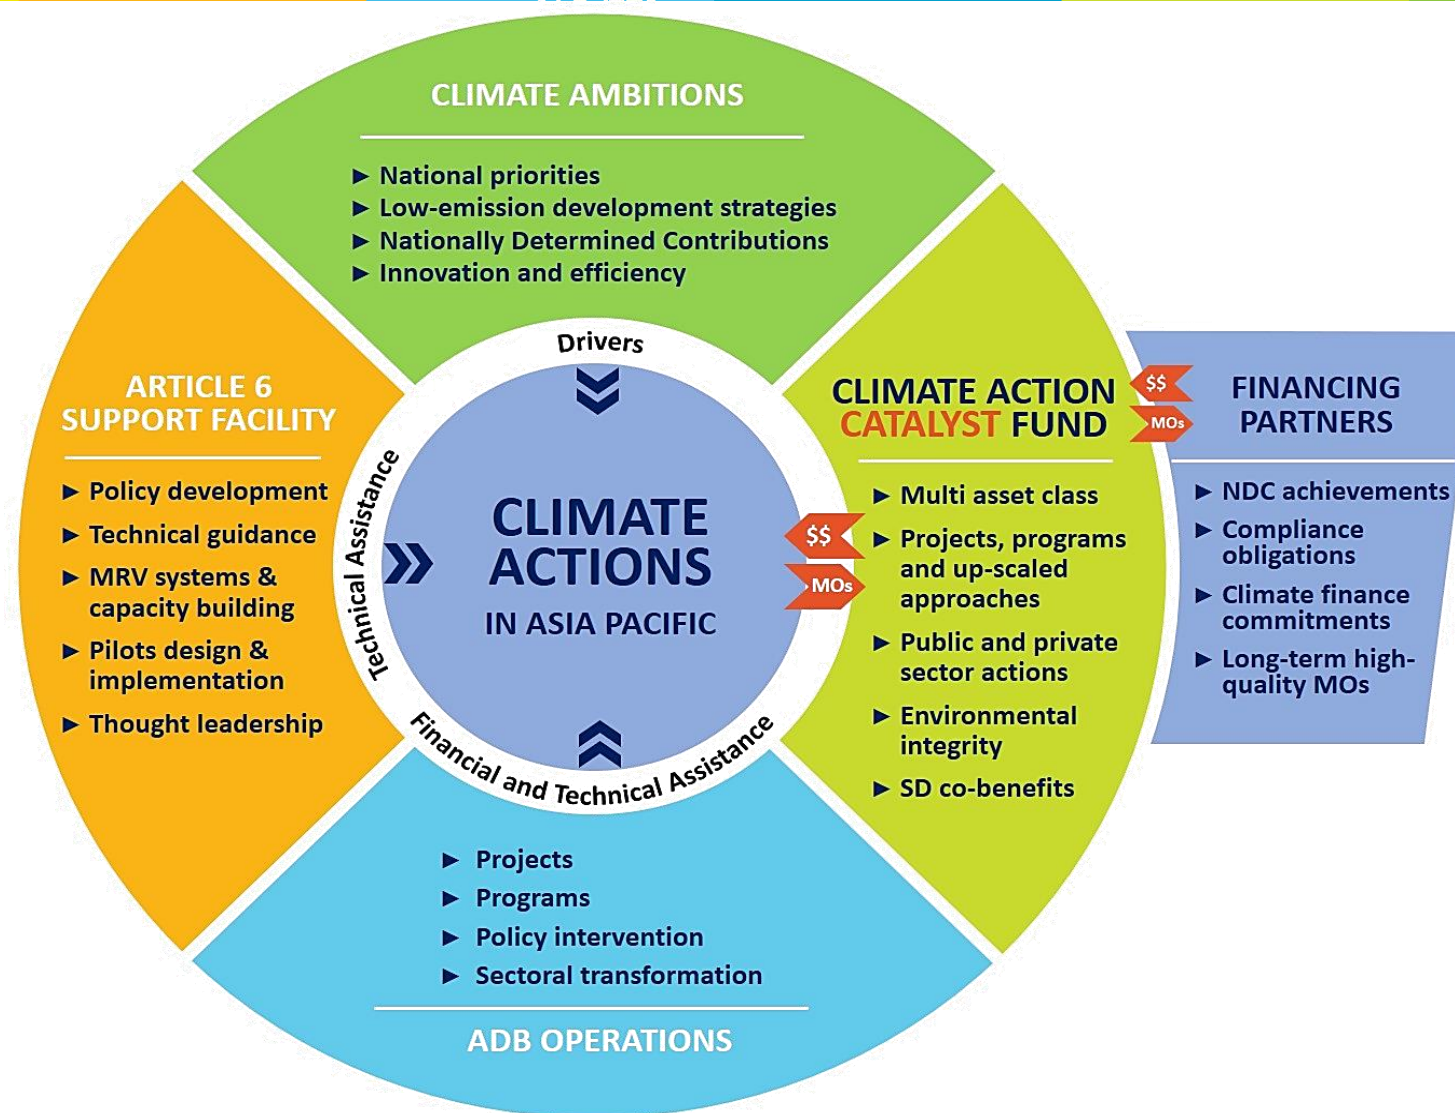 CLIMATE AMBITIONS
► National priorities
► Low-emission development strategies
► Nationally Determined Contributions
► Innovation and efficiency
Drivers
ARTICLE 6
SUPPORT FACILITY
► Policy development
► Technical guidance
► MRV systems &
capacity building
► Pilots design &
implementation
► Thought leadership
Technical Assistance
CLIMATE
ACTIONS
IN ASIA PACIFIC
$$
MOs
CLIMATE ACTION
CATALYST FUND
► Multi asset class
► Projects, programs
and up-scaled
approaches
► Public and private
sector actions
► Environmental
integrity
► SD co-benefits
$$
MOs
FINANCING
PARTNERS
► NDC achievements
► Compliance
obligations
► Climate finance
commitments
► Long-term high-
quality MOs
Financial and Technical Assistance
► Projects
► Programs
► Policy intervention
► Sectoral transformation
ADB OPERATIONS